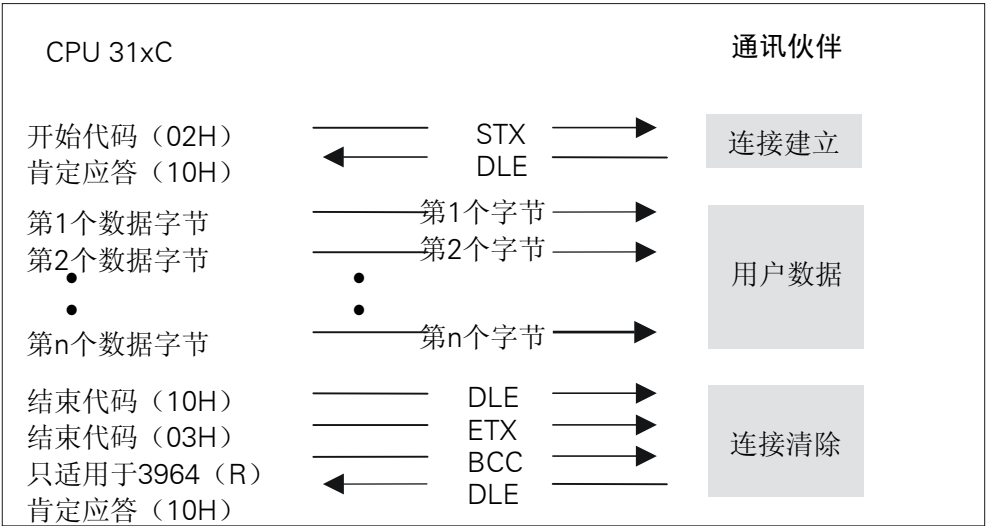 CPU 31xC
通讯伙伴
开始代码（02H） STX 连接建立
肯定应答（10H） DLE
第1个数据字节 第1个字节
第2个数据字节 第2个字节
用户数据
第n个数据字节 第n个字节
结束代码（10H） DLE
结束代码（03H） ETX
连接清除
只适用于3964（R） BCC
肯定应答（10H） DLE